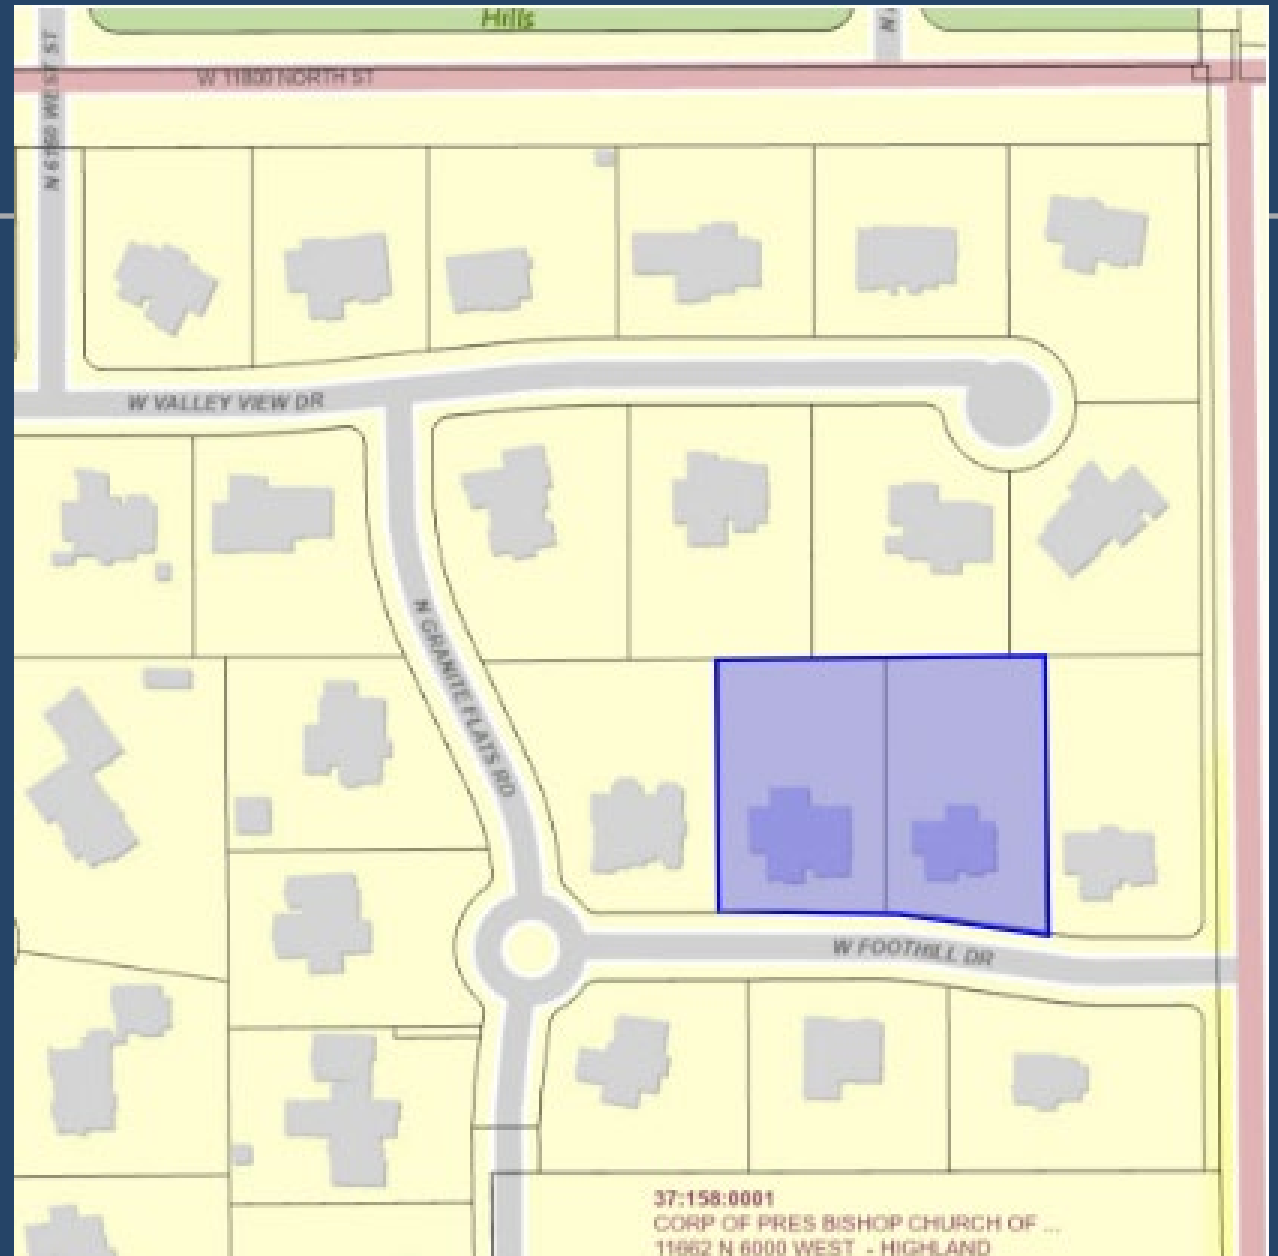 Hills
N
W 11800 NORTH ST
N 6150 WEST ST
W VALLEY VIEW DR
N GRANITE FLATS RD
W FOOTHILL DR
37:158:0001
CORP OF PRES BISHOP CHURCH OF ...
11662 N 6000 WEST - HIGHLAND